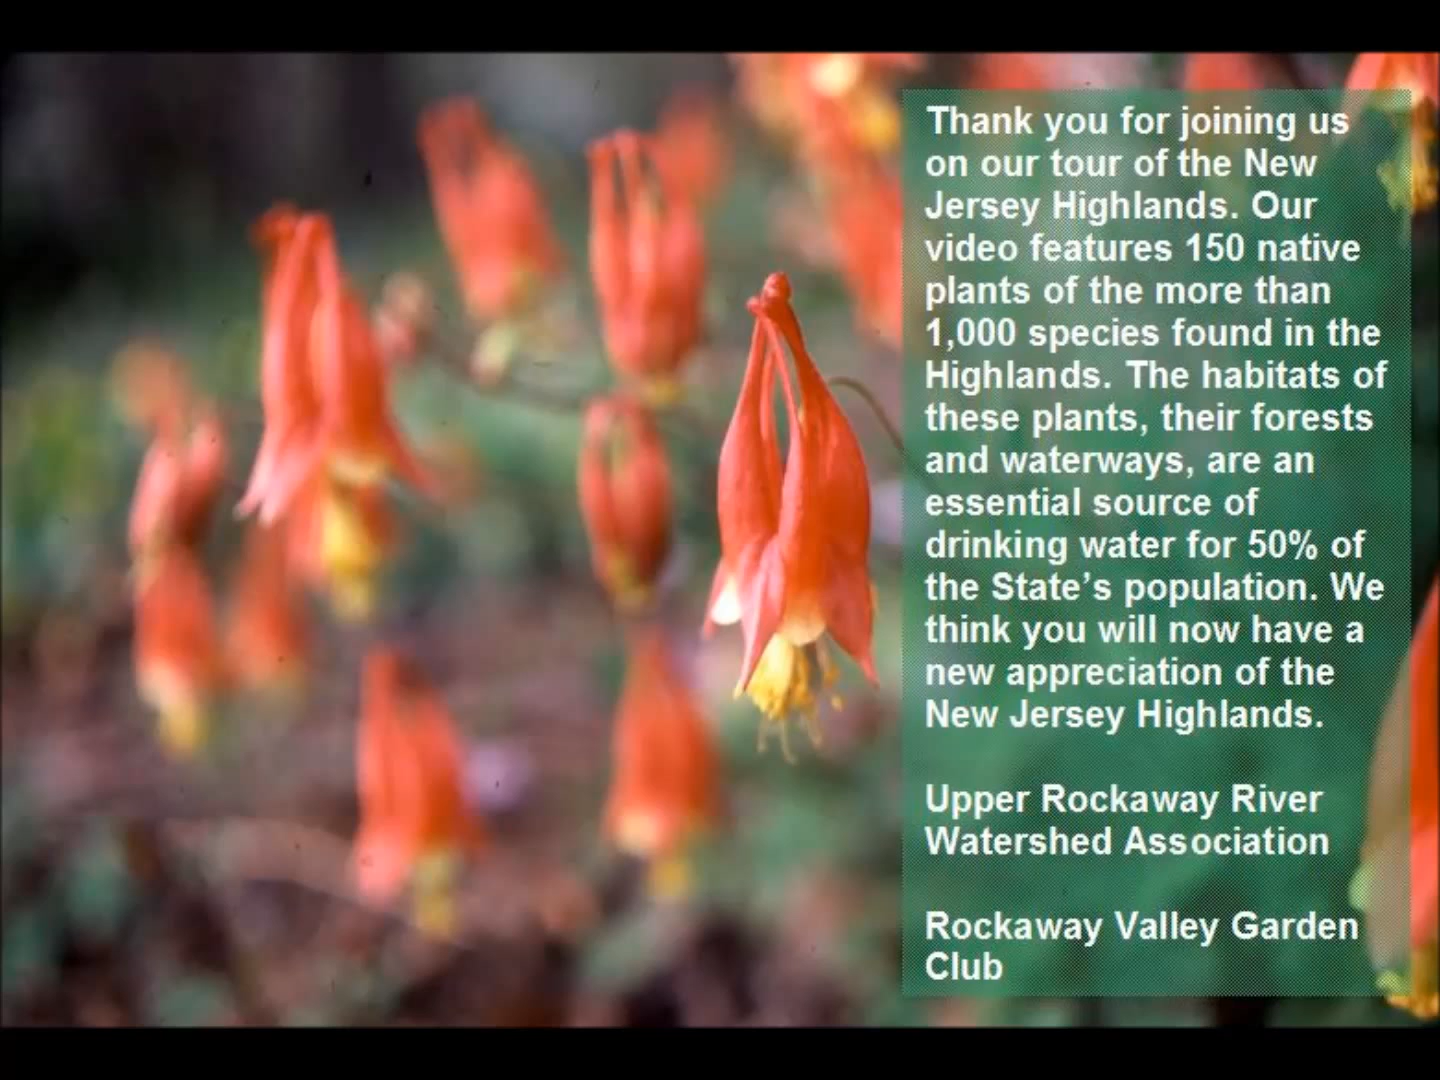 Thank you for joining us
on our tour of the New
Jersey Highlands. Our
video features 150 native
plants of the more than
1,000 species found in the
Highlands. The habitats of
these plants, their forests
and waterways, are an
essential source of
drinking water for 50% of
the State’s population. We
think you will now have a
new appreciation of the
New Jersey Highlands.
Upper Rockaway River
Watershed Association
Rockaway Valley Garden
Club